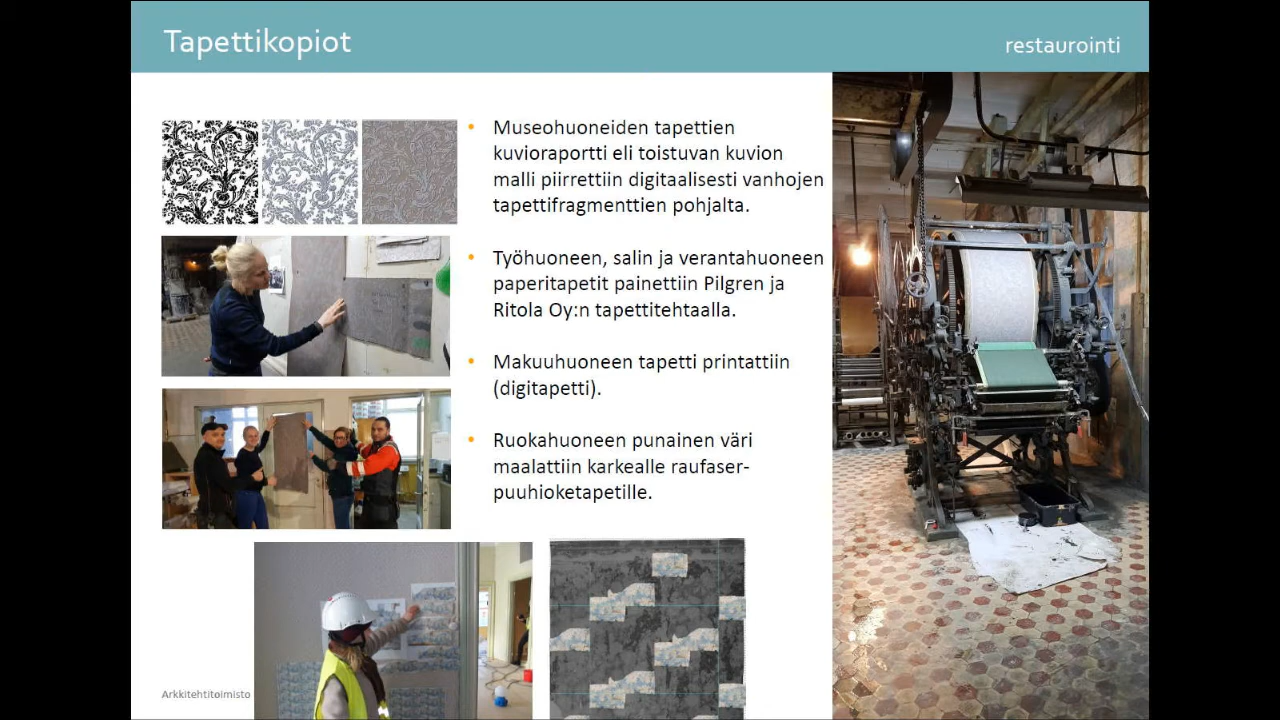 Tapettikopiot
restaurointi
• Museohuoneiden tapettien
kuvioraportti eli toistuvan kuvion
malli piirrettiin digitaalisesti vanhojen
tapettifragmenttien pohjalta.
• Työhuoneen, salin ja verantahuoneen
paperitapetit painettiin Pilgren ja
Ritola Oy:n tapettitehtaalla.
• Makuuhuoneen tapetti printattiin
(digitapetti).
• Ruokahuoneen punainen väri
maalattiin karkealle raufaser-
puuhioketapetille.
Arkkitehtitoimisto